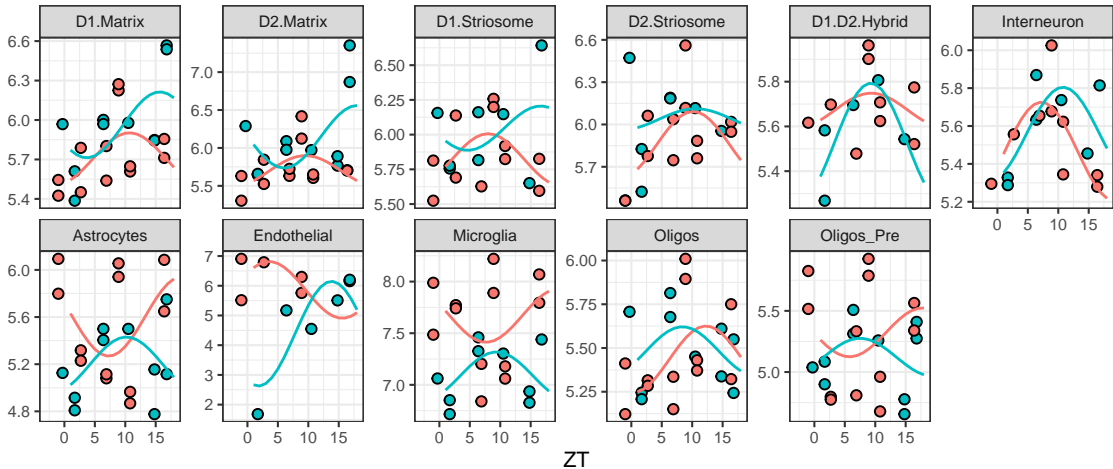 D1.Matrix D2.Matrix D1.Striosome D2.Striosome D1.D2.Hybrid Interneuron
6.6 6.3 6.0 5.7 5.4
7.0 6.5 6.0 5.5
6.50 6.25 6.00 5.75 5.50
6.6 6.3 6.0 5.7
5.8 5.6 5.4
6.0 5.8 5.6 5.4 5.2
0 5 10 15
Astrocytes Endothelial Microglia Oligos Oligos_Pre
6.0 5.6 5.2 4.8
7 6 5 4 3 2
8.0 7.5 7.0
6.00 5.75 5.50 5.25
5.5 5.0
0 5 10 15 0 5 10 15 0 5 10 15 0 5 10 15 0 5 10 15
ZT